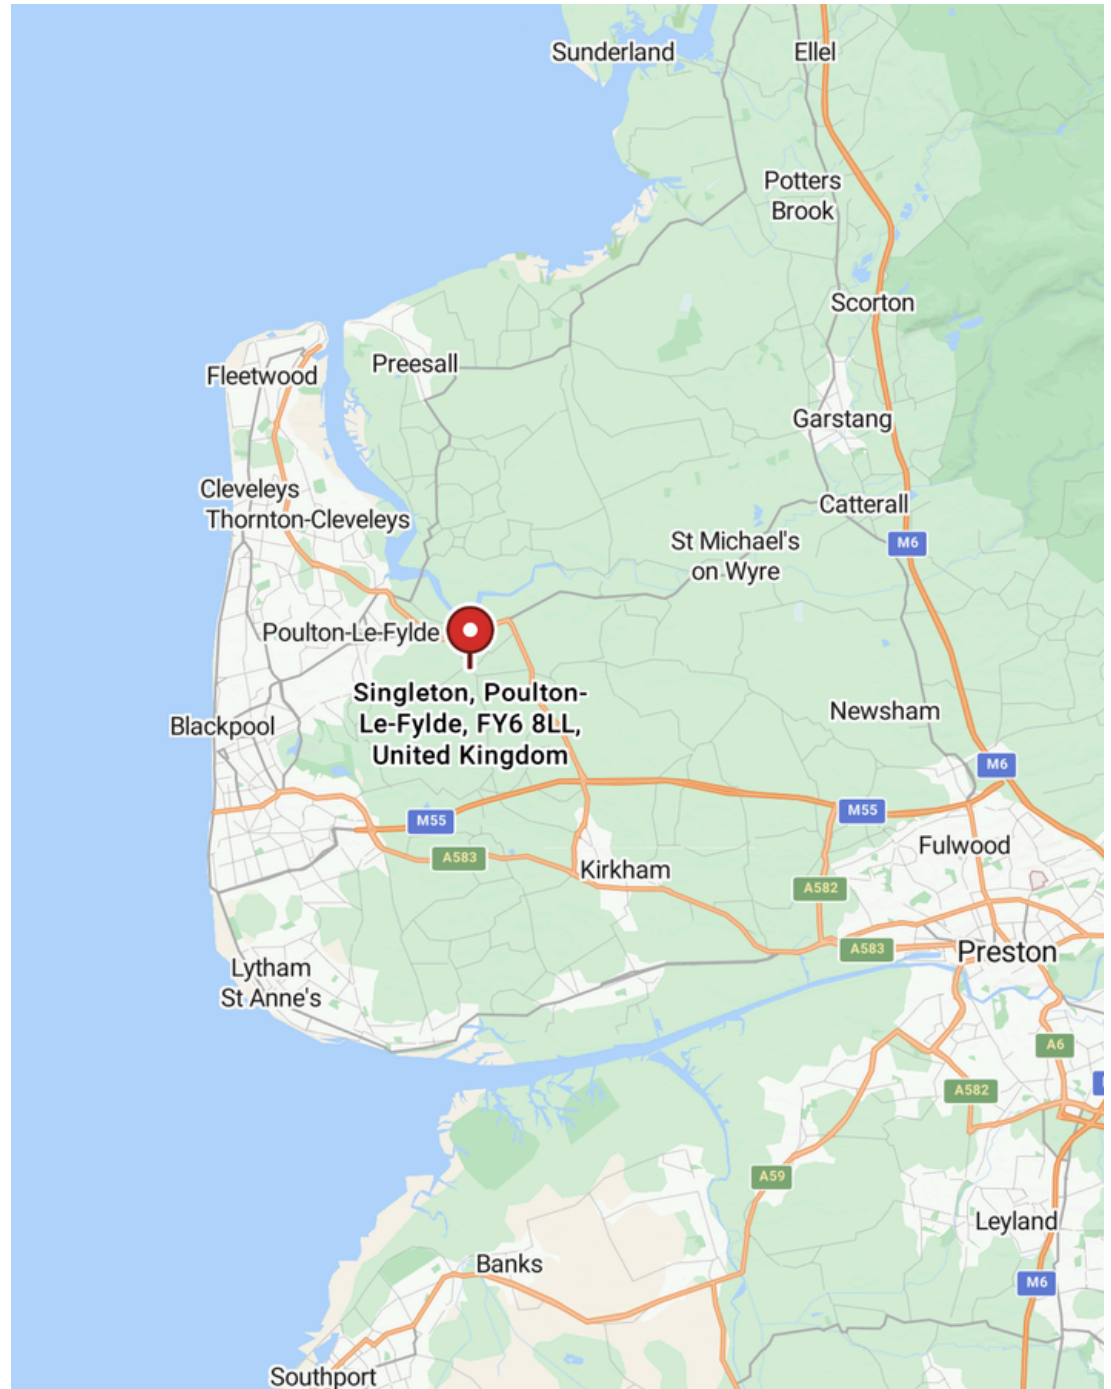 Sunderland
Ellel
Potters
Brook
Scorton
Preesall
Fleetwood
Garstang
Cleveleys
Thornton-Cleveleys
Catterall
St Michael's
on Wyre
M6
Poulton-Le-Fylde
Singleton, Poulton-
Le-Fylde, FY6 8LL,
United Kingdom
Newsham
Blackpool
M6
M55
M55
Fulwood
A583
Kirkham
A582
A583
Preston
Lytham
St Anne's
A6
A582
A59
Leyland
Banks
M6
Southport